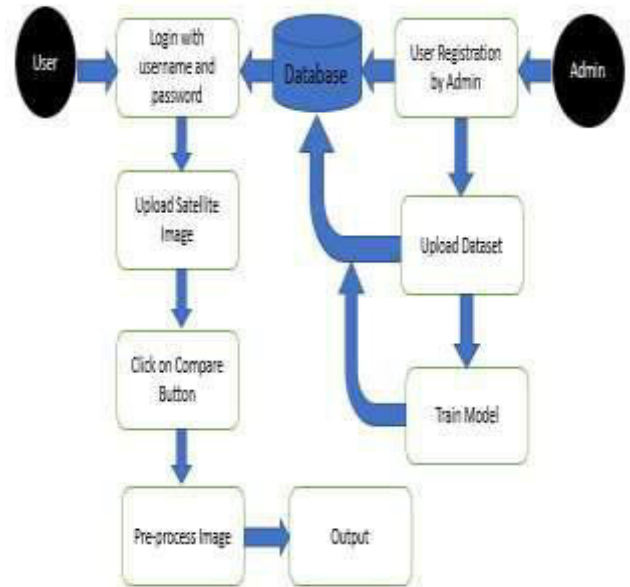 User
Login with
username and
password
Database
User Registration
by Admin
Admin
Upload Satellite
Image
Upload Dataset
Click on Compare
Button
Train Model
Pre-process Image
Output